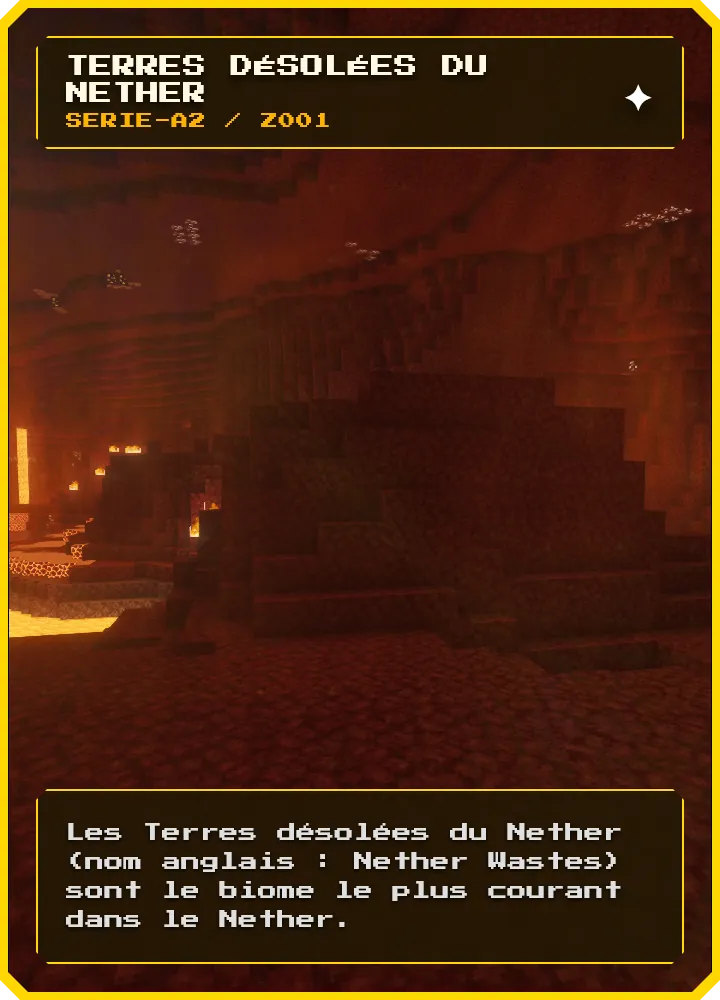 TERRES DéSOLéES DU
NETHER
SERIE-A2 / Z001
Les Terres désolées du Nether
(nom anglais : Nether Wastes)
sont le biome le plus courant
dans le Nether.